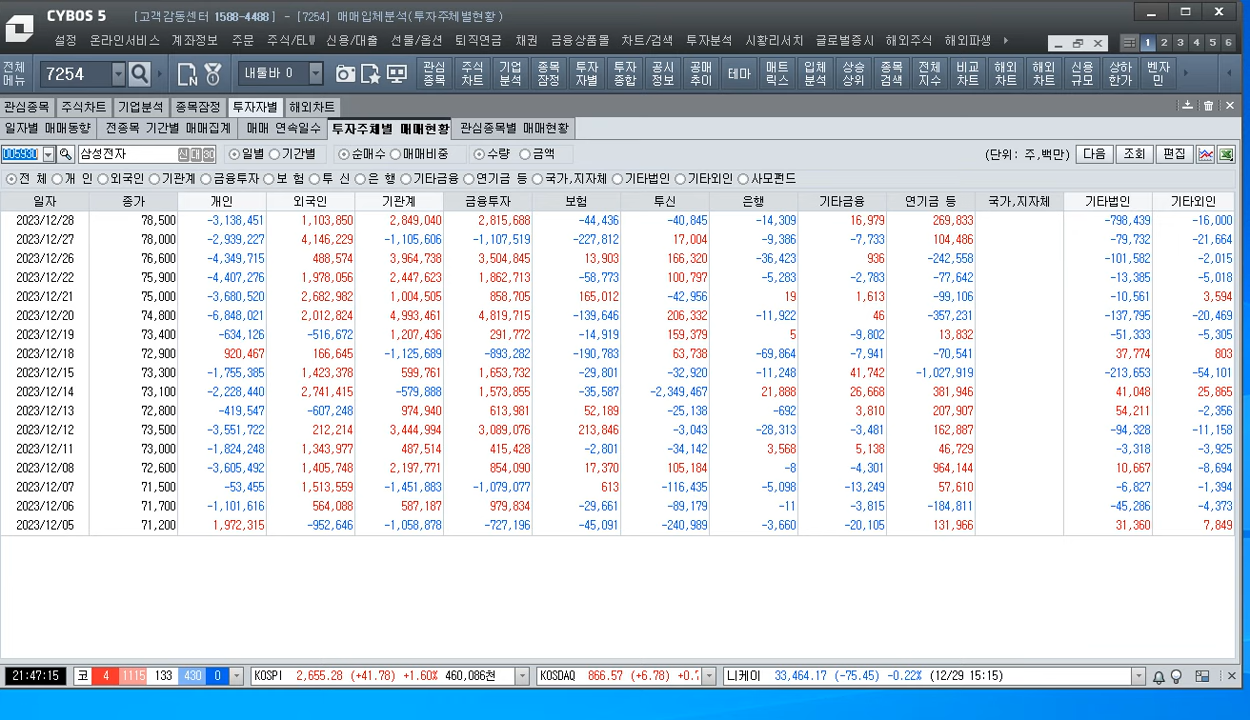 CYBOS 5 [고객감동센터 1588-4488] - [7254] 매매입체분석(투자주체별현황)
설정 온라인서비스 계좌정보 주문 주식/ELW 신용/대출 선물/옵션 퇴직연금 채권 금융상품몰 차트/검색 투자분석 시황리서치 글로벌증시 해외주식 해외파생 1 2 3 4 5 6
전체메뉴 7254 내툴바 0 관심종목 주식차트 기업분석 종목잠정 투자자별 투자종합 공시정보 공매추이 테마 매트릭스 입체분석 상승상위 종목검색 전체지수 비교차트 해외차트 해외차트 신용규모 상하한가 벤자민
관심종목 주식차트 기업분석 종목잠정 투자자별 해외차트
일자별 매매동향 전종목 기간별 매매집계 매매 연속일수 투자주체별 매매현황 관심종목별 매매현황
005930 삼성전자 신 대 30 일별 기간별 순매수 매매비중 수량 금액 (단위: 주,백만) 다음 조회 편집
전 체 개 인 외국인 기관계 금융투자 보 험 투 신 은 행 기타금융 연기금 등 국가,지자체 기타법인 기타외인 사모펀드
일자 종가 개인 외국인 기관계 금융투자 보험 투신 은행 기타금융 연기금 등 국가,지자체 기타법인 기타외인
2023/12/28 78,500 -3,138,451 1,103,850 2,849,040 2,815,688 -44,436 -40,845 -14,309 16,979 269,833 -798,439 -16,000
2023/12/27 78,000 -2,939,227 4,146,229 -1,105,606 -1,107,519 -227,812 17,004 -9,386 -7,733 104,486 -79,732 -21,664
2023/12/26 76,600 -4,349,715 488,574 3,964,738 3,504,845 13,903 166,320 -36,423 936 -242,558 -101,582 -2,015
2023/12/22 75,900 -4,407,276 1,978,056 2,447,623 1,862,713 -58,773 100,797 -5,283 -2,783 -77,642 -13,385 -5,018
2023/12/21 75,000 -3,680,520 2,682,982 1,004,505 858,705 165,012 -42,956 19 1,613 -99,106 -10,561 3,594
2023/12/20 74,800 -6,848,021 2,012,824 4,993,461 4,819,715 -139,646 206,332 -11,922 46 -357,231 -137,795 -20,469
2023/12/19 73,400 -634,126 -516,672 1,207,436 291,772 -14,919 159,379 5 -9,802 13,832 -51,333 -5,305
2023/12/18 72,900 920,467 166,645 -1,125,689 -893,282 -190,783 63,738 -69,864 -7,941 -70,541 37,774 803
2023/12/15 73,300 -1,755,385 1,423,378 599,761 1,653,732 -29,801 -32,920 -11,248 41,742 -1,027,919 -213,653 -54,101
2023/12/14 73,100 -2,228,440 2,741,415 -579,888 1,573,855 -35,587 -2,349,467 21,888 26,668 381,946 41,048 25,865
2023/12/13 72,800 -419,547 -607,248 974,940 613,981 52,189 -25,138 -692 3,810 207,907 54,211 -2,356
2023/12/12 73,500 -3,551,722 212,214 3,444,994 3,089,076 213,846 -3,043 -28,313 -3,481 162,887 -94,328 -11,158
2023/12/11 73,000 -1,824,248 1,343,977 487,514 415,428 -2,801 -34,142 3,568 5,138 46,729 -3,318 -3,925
2023/12/08 72,600 -3,605,492 1,405,748 2,197,771 854,090 17,370 105,184 -8 -4,301 964,144 10,667 -8,694
2023/12/07 71,500 -53,455 1,513,559 -1,451,883 -1,079,077 613 -116,435 -5,098 -13,249 57,610 -6,827 -1,394
2023/12/06 71,700 -1,101,616 564,088 587,187 979,834 -29,661 -89,179 -11 -3,815 -184,811 -45,286 -4,373
2023/12/05 71,200 1,972,315 -952,646 -1,058,878 -727,196 -45,091 -240,989 -3,660 -20,105 131,966 31,360 7,849
21:47:15 코 4 1115 133 430 0 KOSPI 2,655.28 (+41.78) +1.60% 460,086천 KOSDAQ 866.57 (+6.78) +0.7 니케이 33,464.17 (-75.45) -0.22% (12/29 15:15)